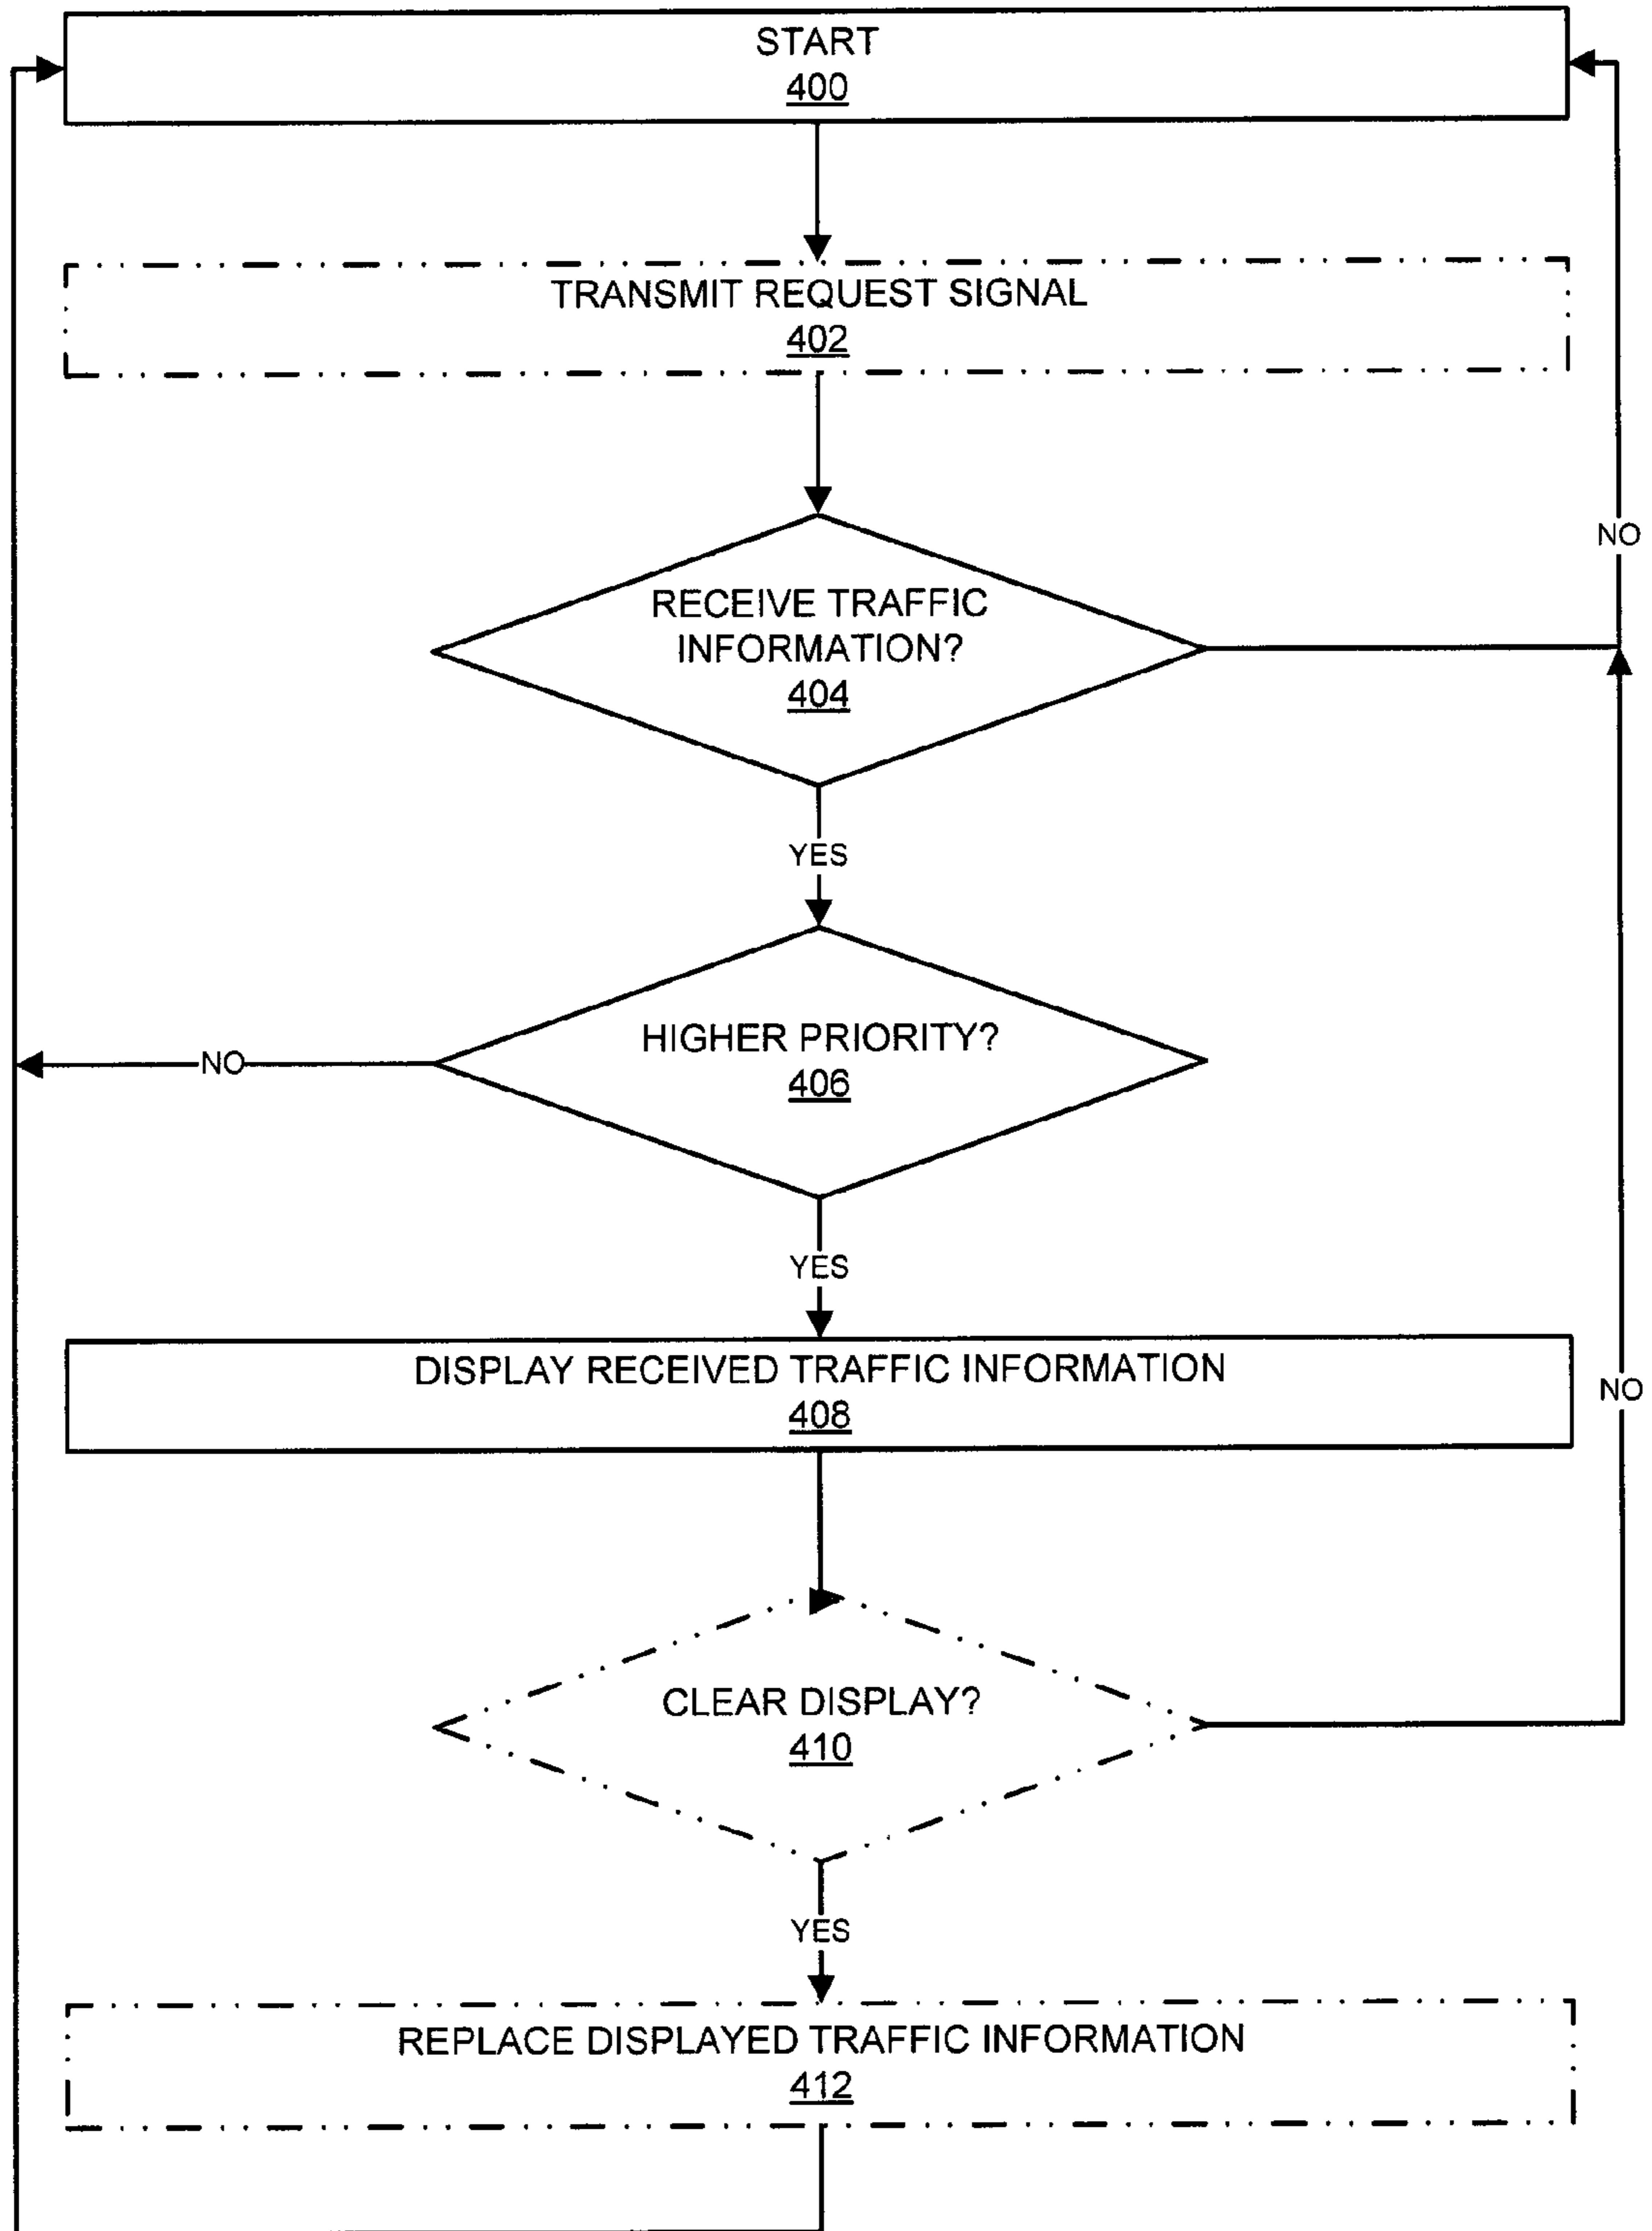 START
400
TRANSMIT REQUEST SIGNAL
402
NO
RECEIVE TRAFFIC
INFORMATION?
404
YES
HIGHER PRIORITY?
406
NO
YES
DISPLAY RECEIVED TRAFFIC INFORMATION
408
NO
CLEAR DISPLAY?
410
YES
REPLACE DISPLAYED TRAFFIC INFORMATION
412